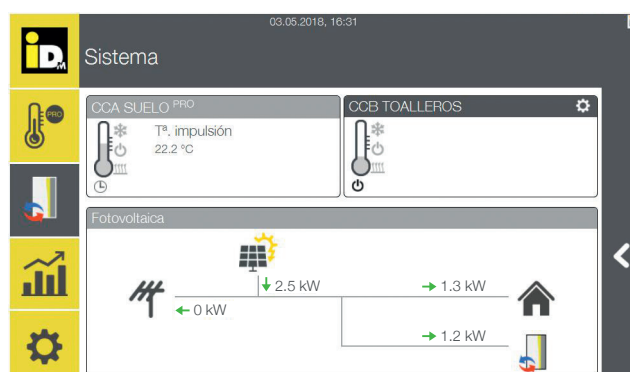 03.05.2018, 16:31
iDM
Sistema
PRO
CCA SUELO PRO
Tª. impulsión
22.2 °C
CCB TOALLEROS
Fotovoltaica
2.5 kW
1.3 kW
0 kW
1.2 kW